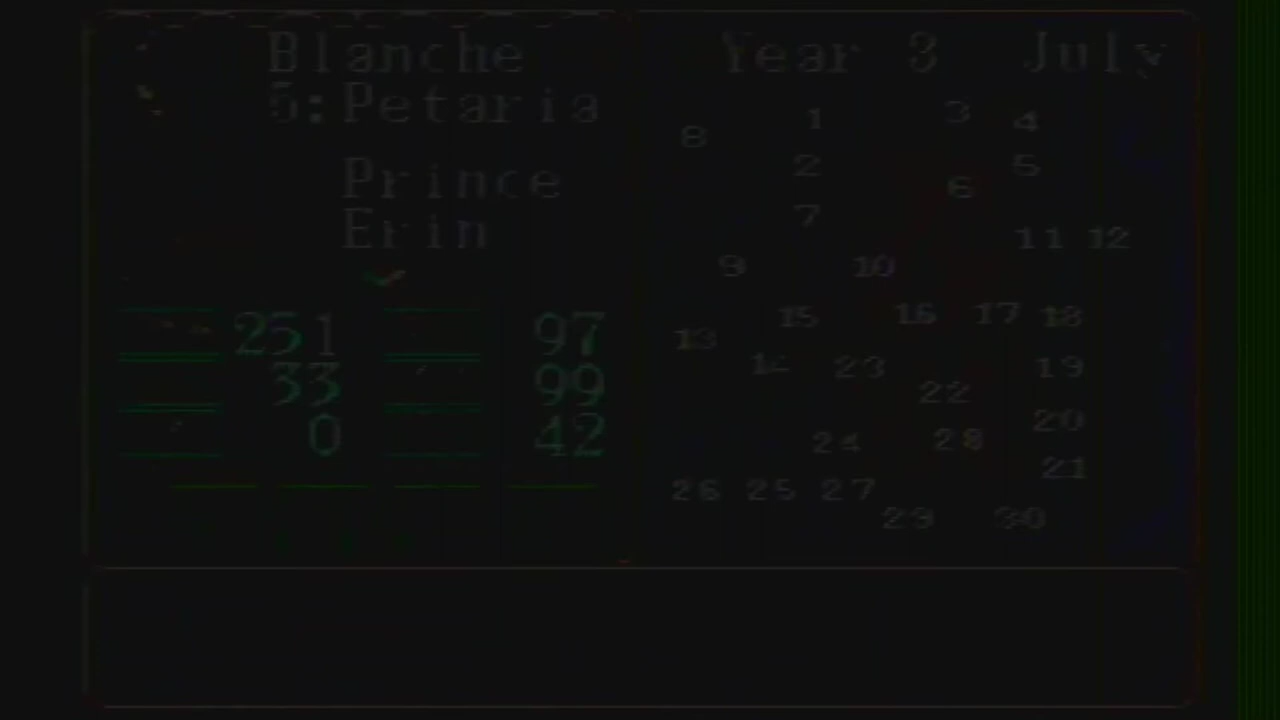 Blanche
5:Petaria
Prince
Erin
251 97
33 99
0 42
Year 3 July
1 3 4
8
2 5
6
7
11 12
9 10
15 16 17 18
13
14 23 19
22
20
24 28
21
26 25 27
29 30